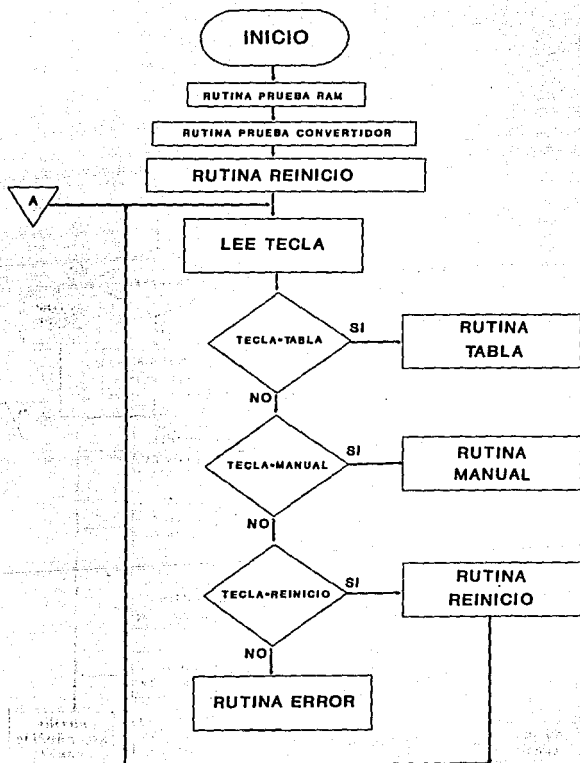 INICIO
RUTINA PRUEBA RAM
RUTINA PRUEBA CONVERTIDOR
RUTINA REINICIO
A
LEE TECLA
TECLA=TABLA
SI
RUTINA
TABLA
NO
TECLA=MANUAL
SI
RUTINA
MANUAL
NO
TECLA=REINICIO
SI
RUTINA
REINICIO
NO
RUTINA ERROR